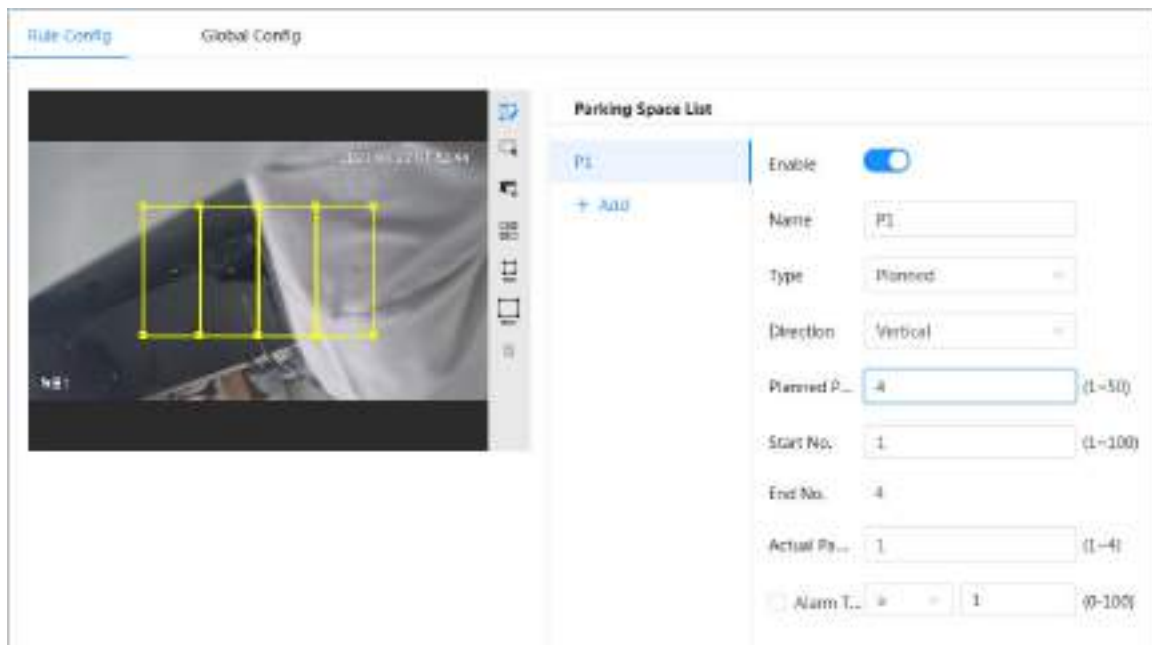 Rule Config
Global Config
Parking Space List
P1
+ Add
Enable
Name P1
Type Planned
Direction Vertical
Planned P... 4 (1~50)
Start No. 1 (1~100)
End No. 4
Actual Pa... 1 (1~4)
Alarm T... 1 (0-100)